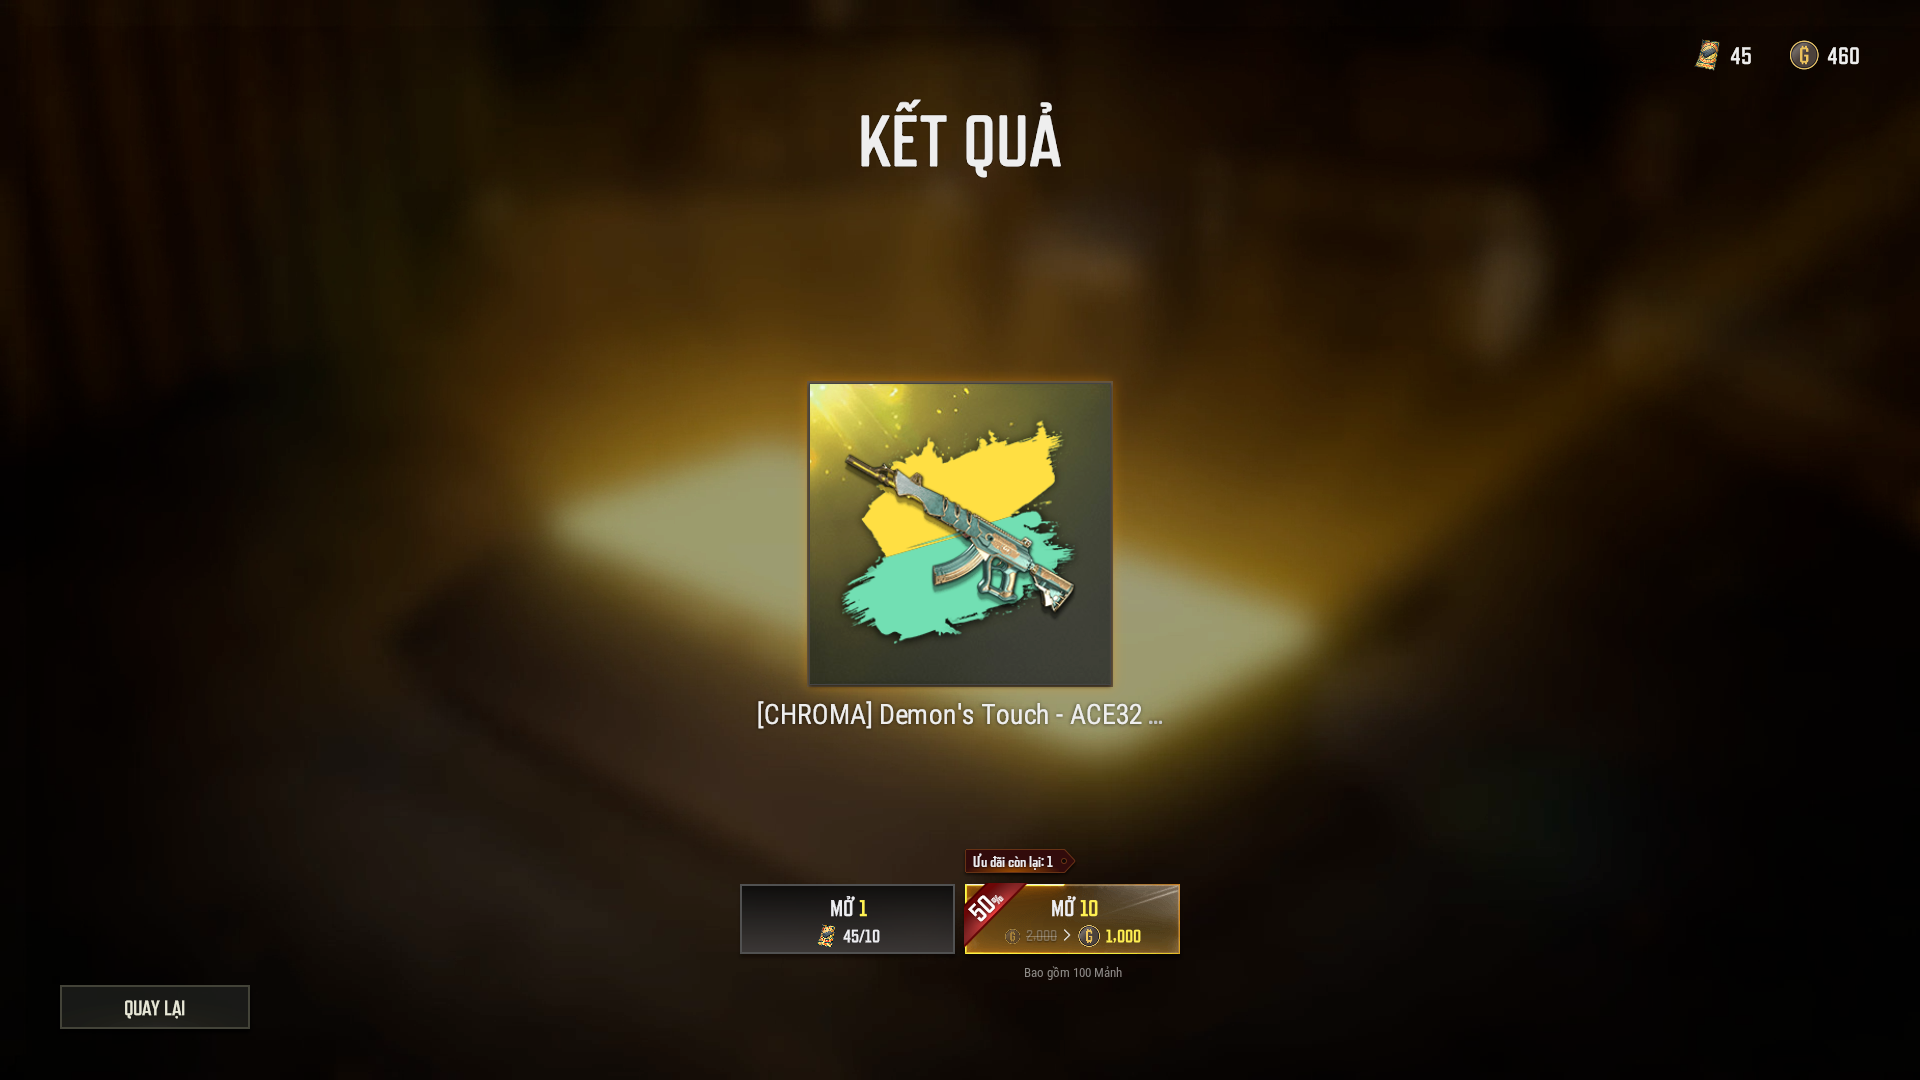 45 460
KẾT QUẢ
[CHROMA] Demon's Touch - ACE32 ...
Ưu đãi còn lại: 1
MỞ 1
45/10
50%
MỞ 10
2,000 > 1,000
Bao gồm 100 Mảnh
QUAY LẠI